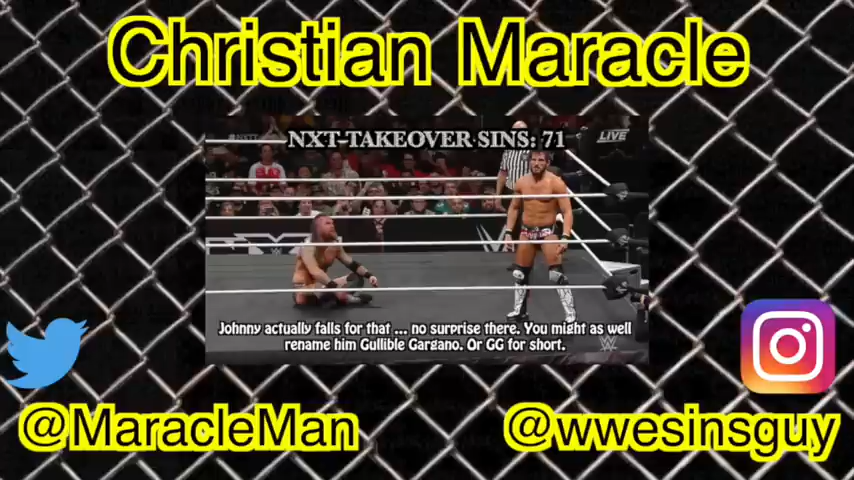 Christian Maracle
NXT TAKEOVER SINS: 71
LIVE
Johnny actually falls for that ... no surprise there. You might as well
rename him Gullible Gargano. Or GG for short.
@MaracleMan
@wwesinsguy